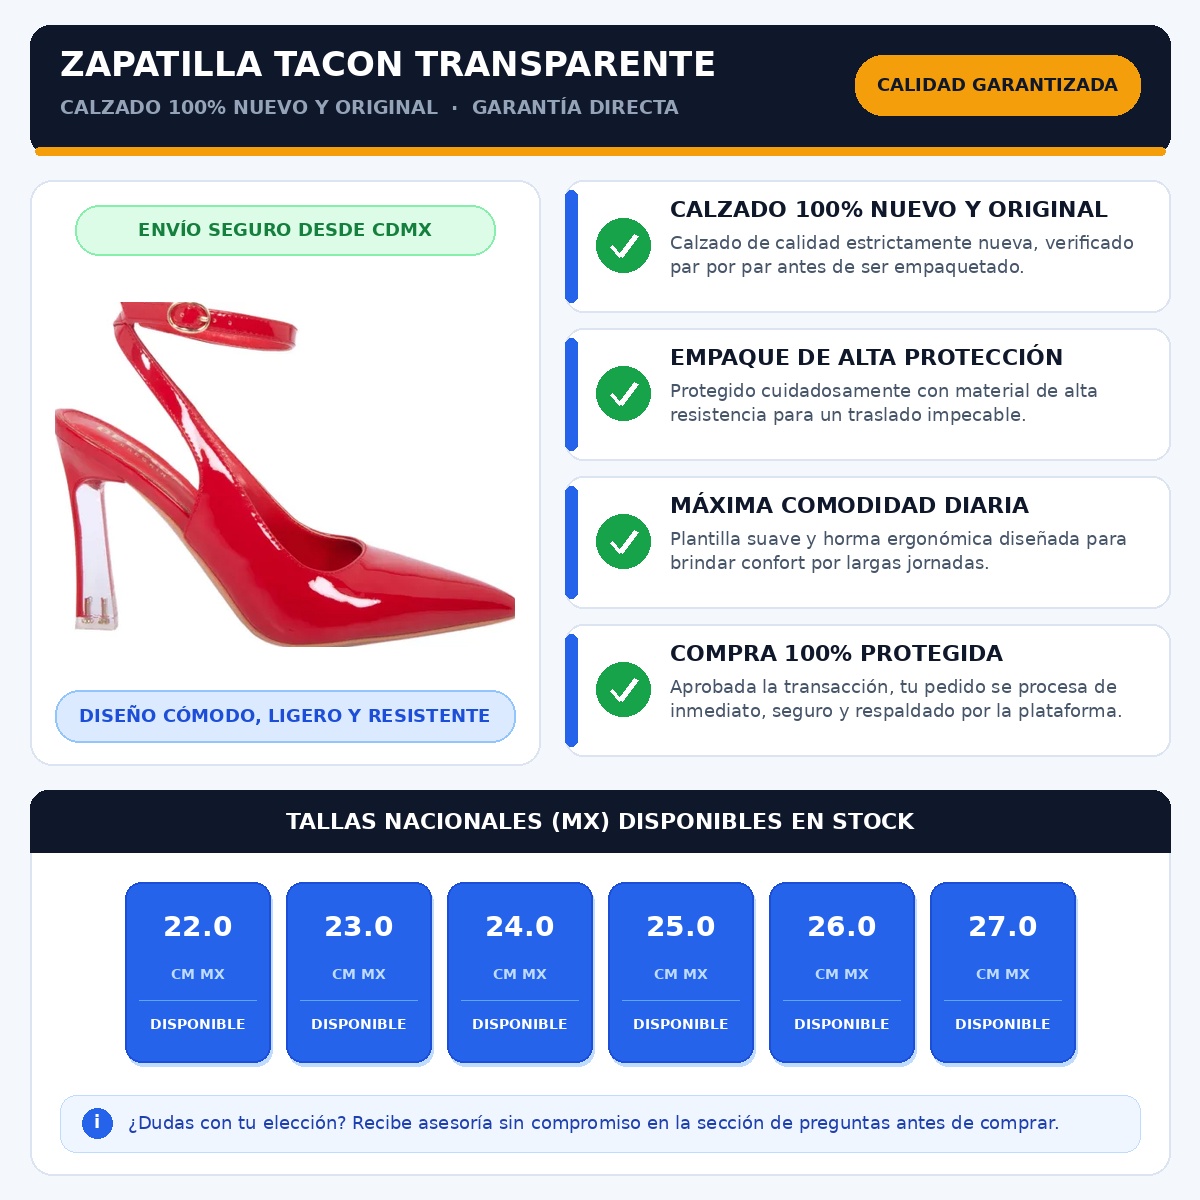 ZAPATILLA TACON TRANSPARENTE
CALZADO 100% NUEVO Y ORIGINAL · GARANTÍA DIRECTA
CALIDAD GARANTIZADA
ENVÍO SEGURO DESDE CDMX
DISEÑO CÓMODO, LIGERO Y RESISTENTE
CALZADO 100% NUEVO Y ORIGINAL
Calzado de calidad estrictamente nueva, verificado
par por par antes de ser empaquetado.
EMPAQUE DE ALTA PROTECCIÓN
Protegido cuidadosamente con material de alta
resistencia para un traslado impecable.
MÁXIMA COMODIDAD DIARIA
Plantilla suave y horma ergonómica diseñada para
brindar confort por largas jornadas.
COMPRA 100% PROTEGIDA
Aprobada la transacción, tu pedido se procesa de
inmediato, seguro y respaldado por la plataforma.
TALLAS NACIONALES (MX) DISPONIBLES EN STOCK
22.0
CM MX
DISPONIBLE
23.0
CM MX
DISPONIBLE
24.0
CM MX
DISPONIBLE
25.0
CM MX
DISPONIBLE
26.0
CM MX
DISPONIBLE
27.0
CM MX
DISPONIBLE
i ¿Dudas con tu elección? Recibe asesoría sin compromiso en la sección de preguntas antes de comprar.